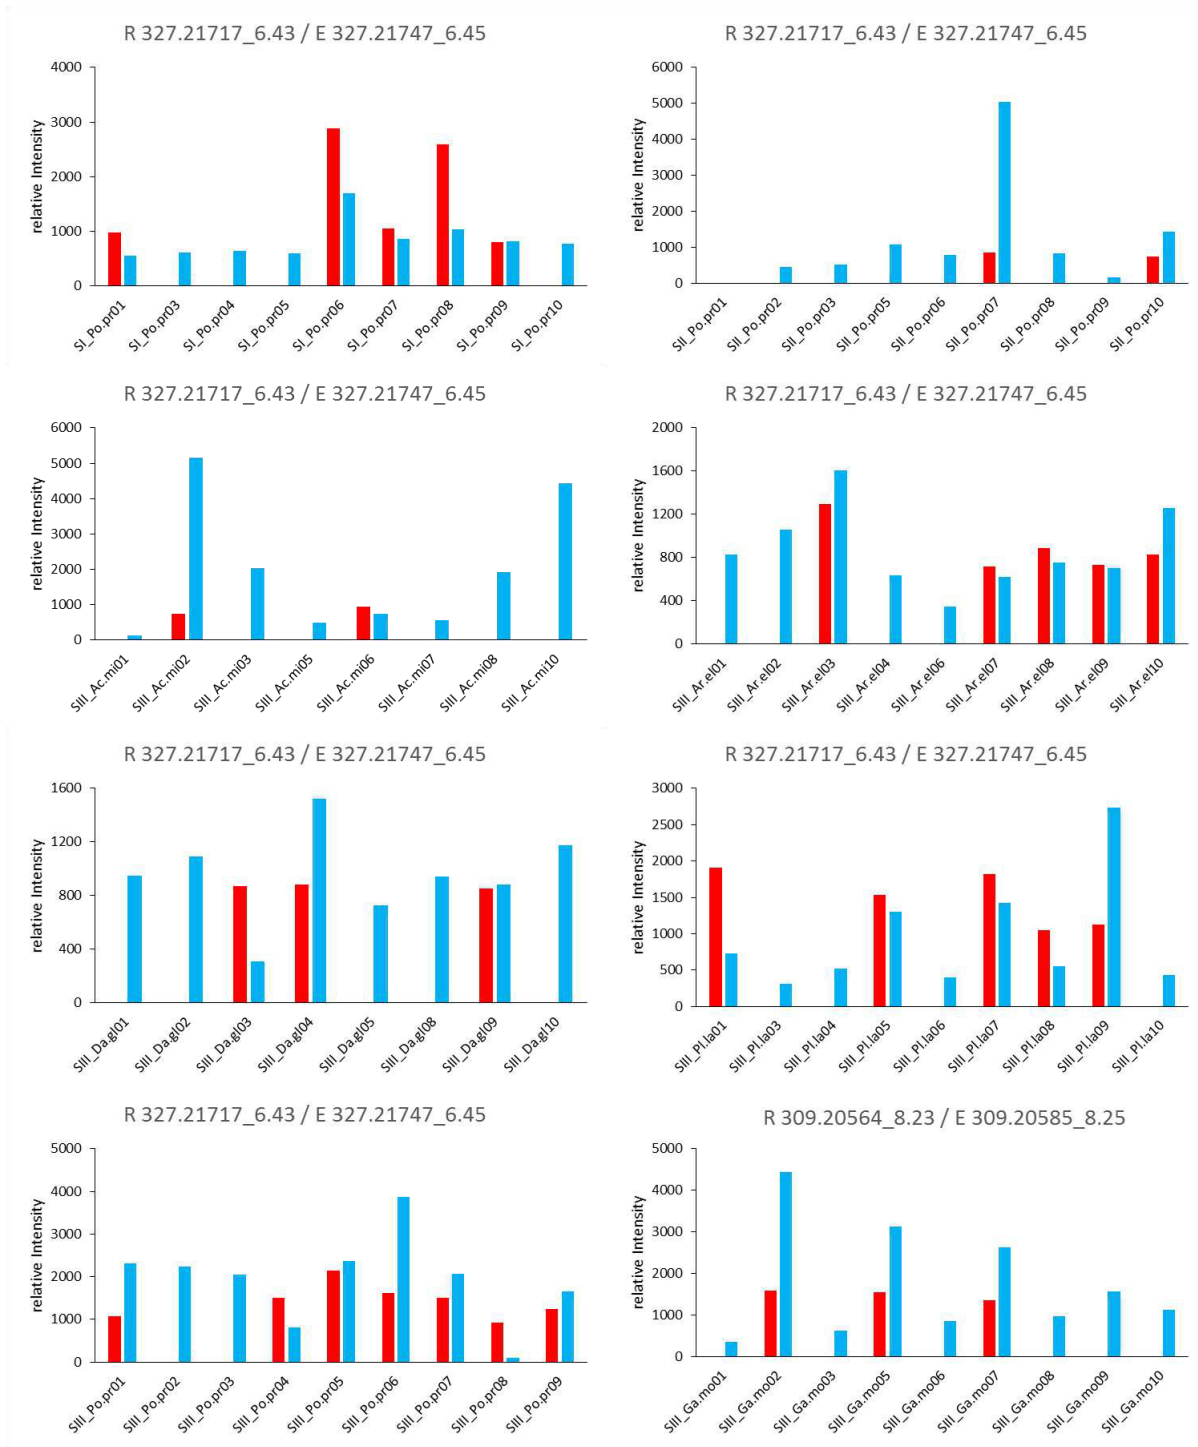 R 327.21717_6.43 / E 327.21747_6.45
relative Intensity
4000
3000
2000
1000
0
SI_Po.pr01
SI_Po.pr03
SI_Po.pr04
SI_Po.pr05
SI_Po.pr06
SI_Po.pr07
SI_Po.pr08
SI_Po.pr09
SI_Po.pr10
R 327.21717_6.43 / E 327.21747_6.45
relative Intensity
6000
5000
4000
3000
2000
1000
0
SII_Po.pr01
SII_Po.pr02
SII_Po.pr03
SII_Po.pr05
SII_Po.pr06
SII_Po.pr07
SII_Po.pr08
SII_Po.pr09
SII_Po.pr10
R 327.21717_6.43 / E 327.21747_6.45
relative Intensity
6000
5000
4000
3000
2000
1000
0
SIII_Ac.mi01
SIII_Ac.mi02
SIII_Ac.mi03
SIII_Ac.mi05
SIII_Ac.mi06
SIII_Ac.mi07
SIII_Ac.mi08
SIII_Ac.mi10
R 327.21717_6.43 / E 327.21747_6.45
relative Intensity
2000
1600
1200
800
400
0
SIII_Ar.el01
SIII_Ar.el02
SIII_Ar.el03
SIII_Ar.el04
SIII_Ar.el06
SIII_Ar.el07
SIII_Ar.el08
SIII_Ar.el09
SIII_Ar.el10
R 327.21717_6.43 / E 327.21747_6.45
relative Intensity
1600
1200
800
400
0
SIII_Da.gl01
SIII_Da.gl02
SIII_Da.gl03
SIII_Da.gl04
SIII_Da.gl05
SIII_Da.gl08
SIII_Da.gl09
SIII_Da.gl10
R 327.21717_6.43 / E 327.21747_6.45
relative Intensity
3000
2500
2000
1500
1000
500
0
SIII_Pl.la01
SIII_Pl.la03
SIII_Pl.la04
SIII_Pl.la05
SIII_Pl.la06
SIII_Pl.la07
SIII_Pl.la08
SIII_Pl.la09
SIII_Pl.la10
R 327.21717_6.43 / E 327.21747_6.45
relative Intensity
5000
4000
3000
2000
1000
0
SIII_Po.pr01
SIII_Po.pr02
SIII_Po.pr03
SIII_Po.pr04
SIII_Po.pr05
SIII_Po.pr06
SIII_Po.pr07
SIII_Po.pr08
SIII_Po.pr09
R 309.20564_8.23 / E 309.20585_8.25
relative Intensity
5000
4000
3000
2000
1000
0
SIII_Ga.mo01
SIII_Ga.mo02
SIII_Ga.mo03
SIII_Ga.mo05
SIII_Ga.mo06
SIII_Ga.mo07
SIII_Ga.mo08
SIII_Ga.mo09
SIII_Ga.mo10